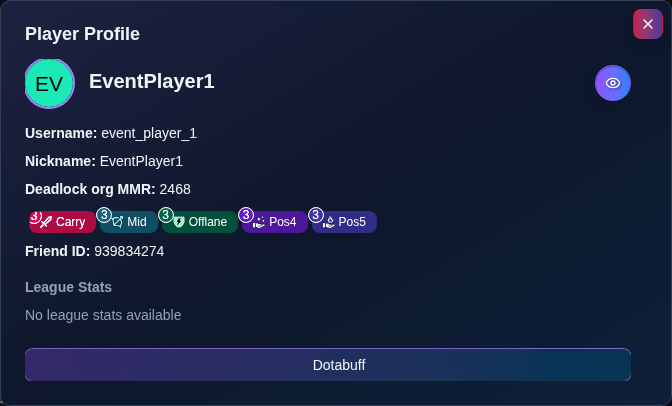 Player Profile
EV
EventPlayer1
Username: event_player_1
Nickname: EventPlayer1
Deadlock org MMR: 2468
3 Carry 3 Mid 3 Offlane 3 Pos4 3 Pos5
Friend ID: 939834274
League Stats
No league stats available
Dotabuff